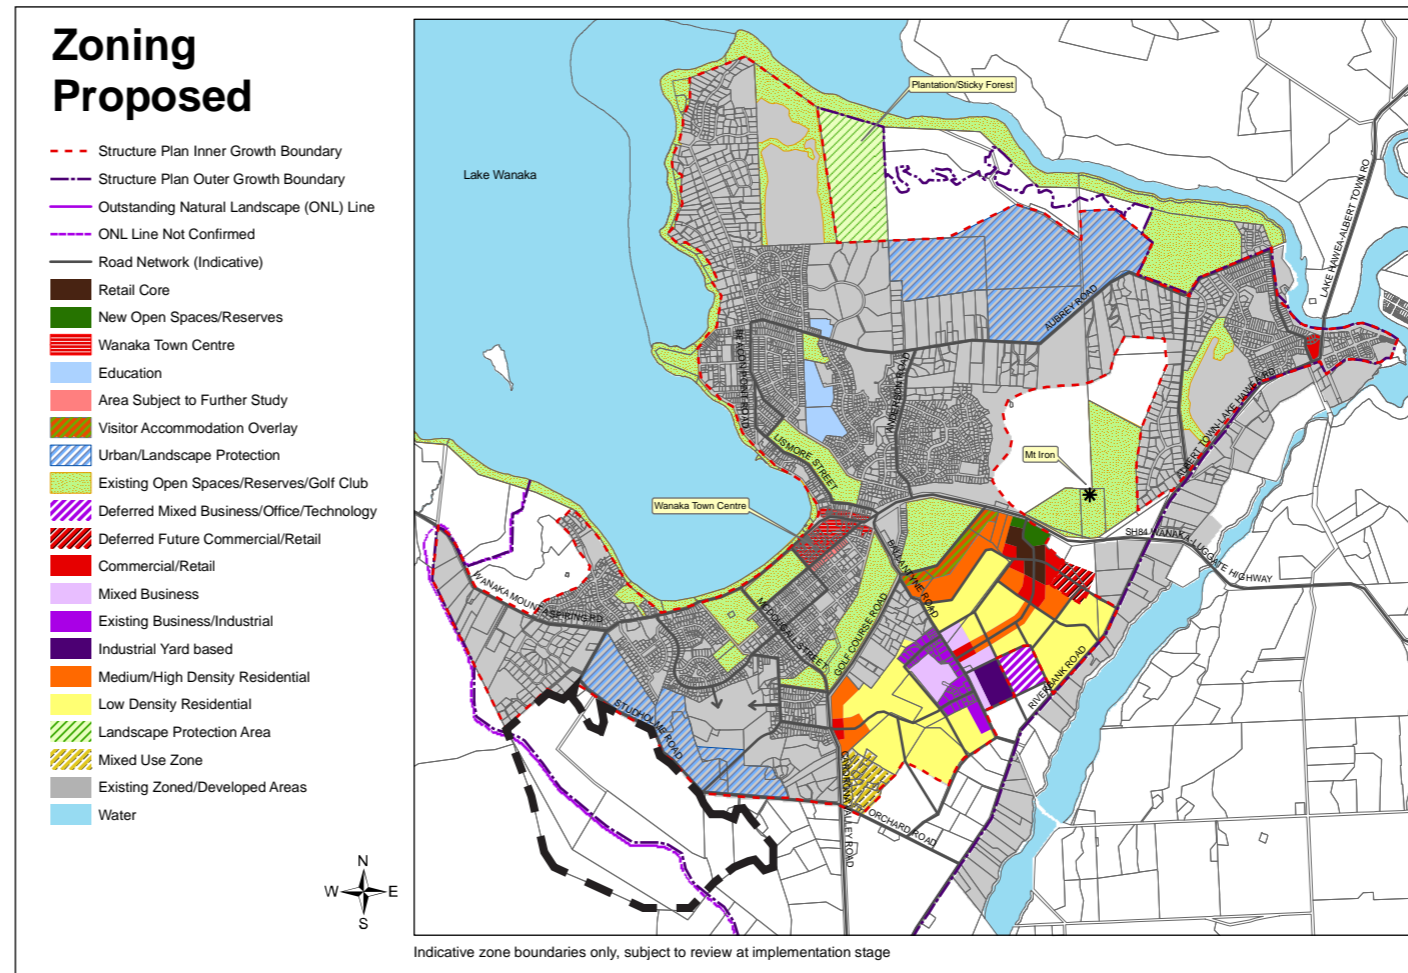 Zoning
Proposed
Structure Plan Inner Growth Boundary
Structure Plan Outer Growth Boundary
Outstanding Natural Landscape (ONL) Line
ONL Line Not Confirmed
Road Network (Indicative)
Retail Core
New Open Spaces/Reserves
Wanaka Town Centre
Education
Area Subject to Further Study
Visitor Accommodation Overlay
Urban/Landscape Protection
Existing Open Spaces/Reserves/Golf Club
Deferred Mixed Business/Office/Technology
Deferred Future Commercial/Retail
Commercial/Retail
Mixed Business
Existing Business/Industrial
Industrial Yard based
Medium/High Density Residential
Low Density Residential
Landscape Protection Area
Mixed Use Zone
Existing Zoned/Developed Areas
Water
N
W E
S
Plantation/Sticky Forest
Lake Wanaka
LAKE HAWEA-ALBERT TOWN RD
AUBREY ROAD
BEACON POINT ROAD
ANDERSON ROAD
ALBERT TOWN-LAKE HAWEA RD
LISMORE STREET
Mt Iron
Wanaka Town Centre
SH84 WANAKA-LUGGATE HIGHWAY
BALLANTYNE ROAD
WANAKA MOUNT ASPIRING RD
MCDOUGALL STREET
GOLF COURSE ROAD
RIVERBANK ROAD
STUDHOLME ROAD
CARDRONA VALLEY ROAD
ORCHARD ROAD
Indicative zone boundaries only, subject to review at implementation stage